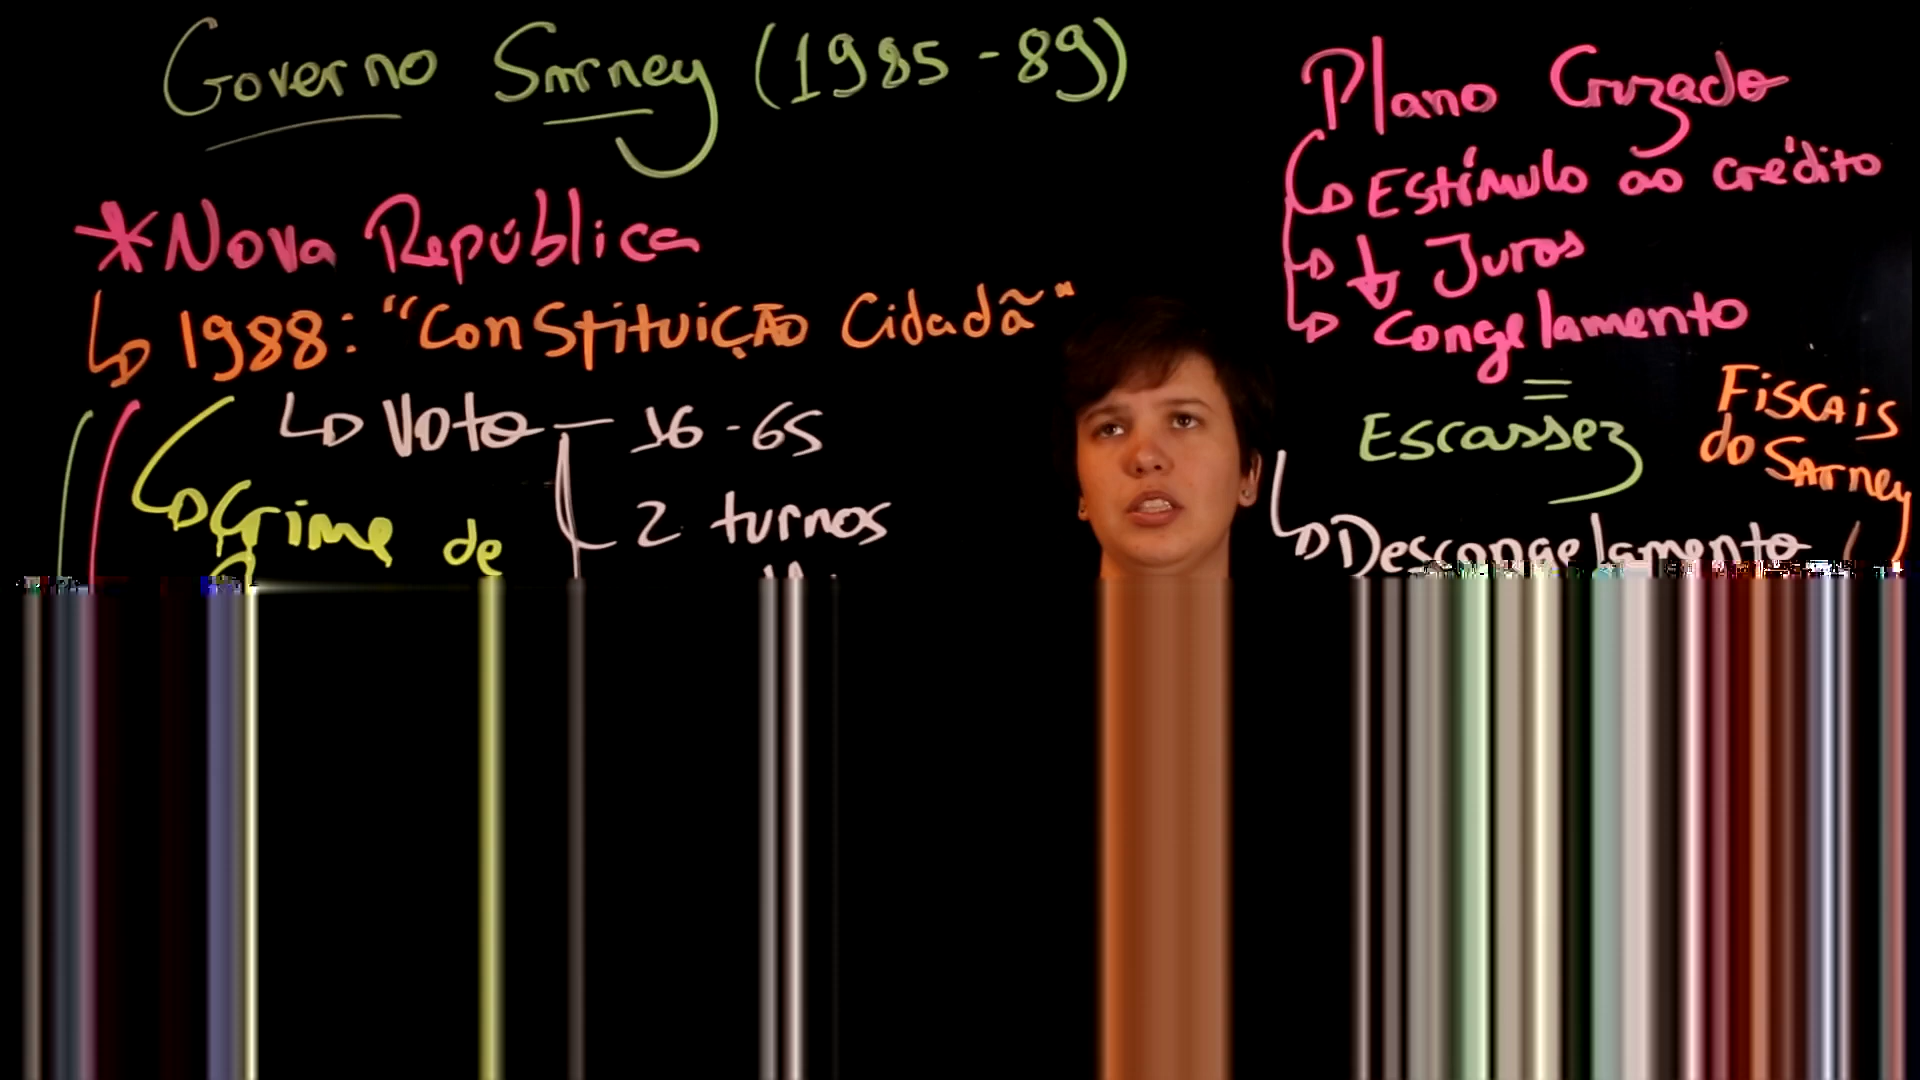 Governo Sarney (1985-89)
* Nova República
1988: "Constituição Cidadã"
Voto - 16-65
2 turnos
Crime de
Plano Cruzado
Estímulo ao crédito
↓ Juros
Congelamento
=
Escassez
Fiscais
do Sarney
Descongelamento